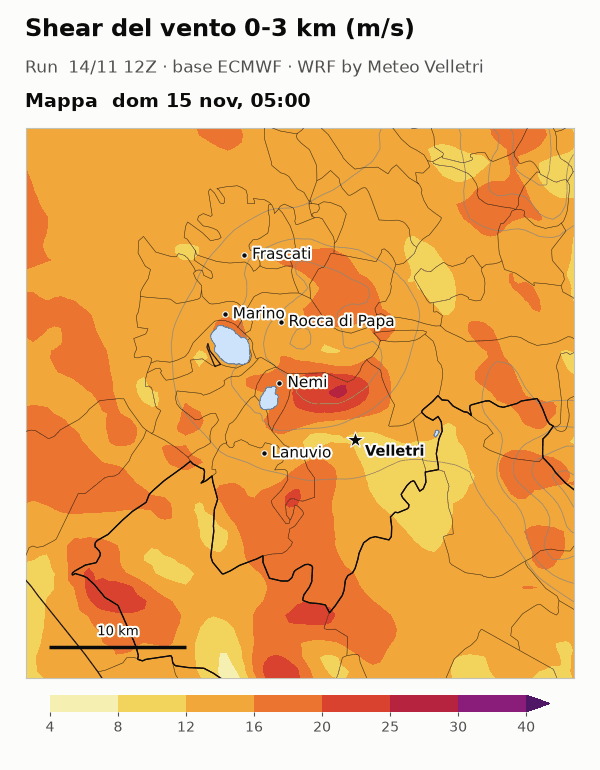 Shear del vento 0-3 km (m/s)
Run  14/11 12Z · base ECMWF · WRF by Meteo Velletri
Mappa  dom 15 nov, 05:00
Frascati
Marino
Rocca di Papa
Nemi
Velletri
Lanuvio
10 km
4 8 12 16 20 25 30 40